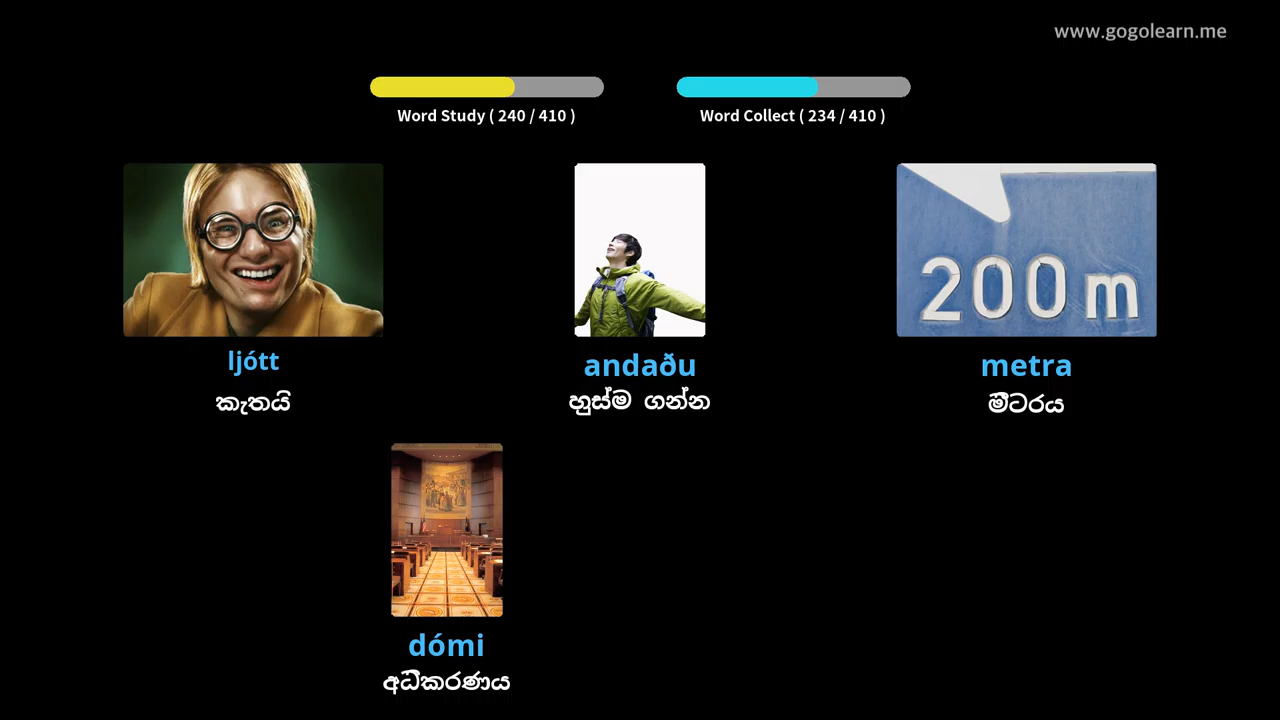 www.gogolearn.me
Word Study ( 240 / 410 )
Word Collect ( 234 / 410 )
200 m
ljótt
කැතයි
andaðu
හුස්ම ගන්න
metra
මීටරය
dómi
අධිකරණය